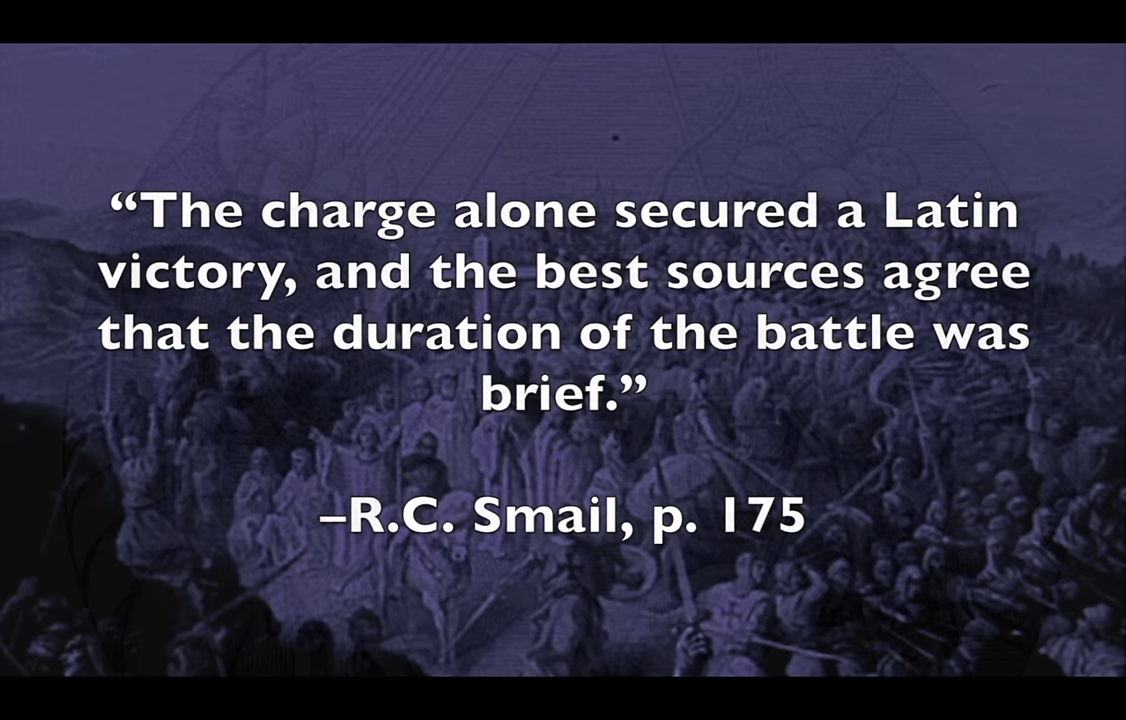 “The charge alone secured a Latin
victory, and the best sources agree
that the duration of the battle was
brief.”
–R.C. Smail, p. 175